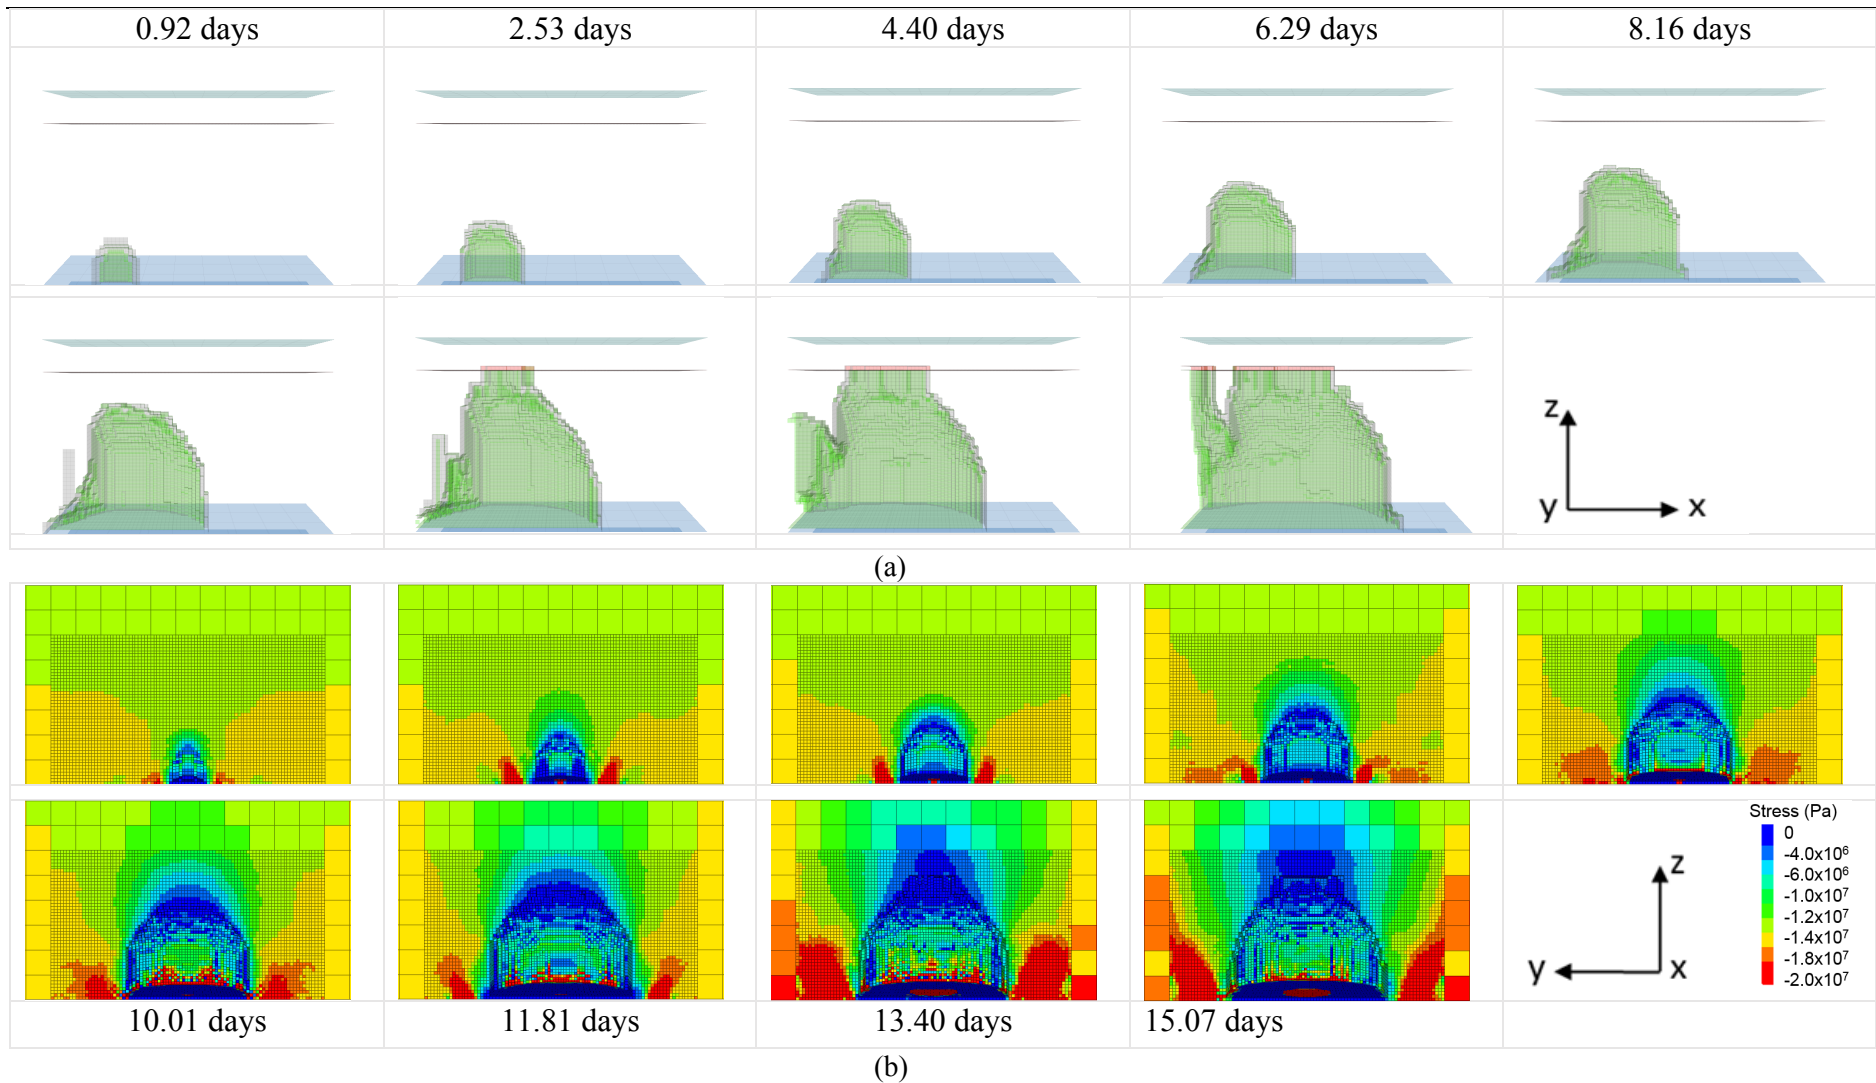 0.92 days 2.53 days 4.40 days 6.29 days 8.16 days
z
y x
(a)
Stress (Pa)
0
-4.0x10⁶
-6.0x10⁶
-1.0x10⁷
-1.2x10⁷
-1.4x10⁷
-1.8x10⁷
-2.0x10⁷
z
y x
10.01 days 11.81 days 13.40 days 15.07 days
(b)